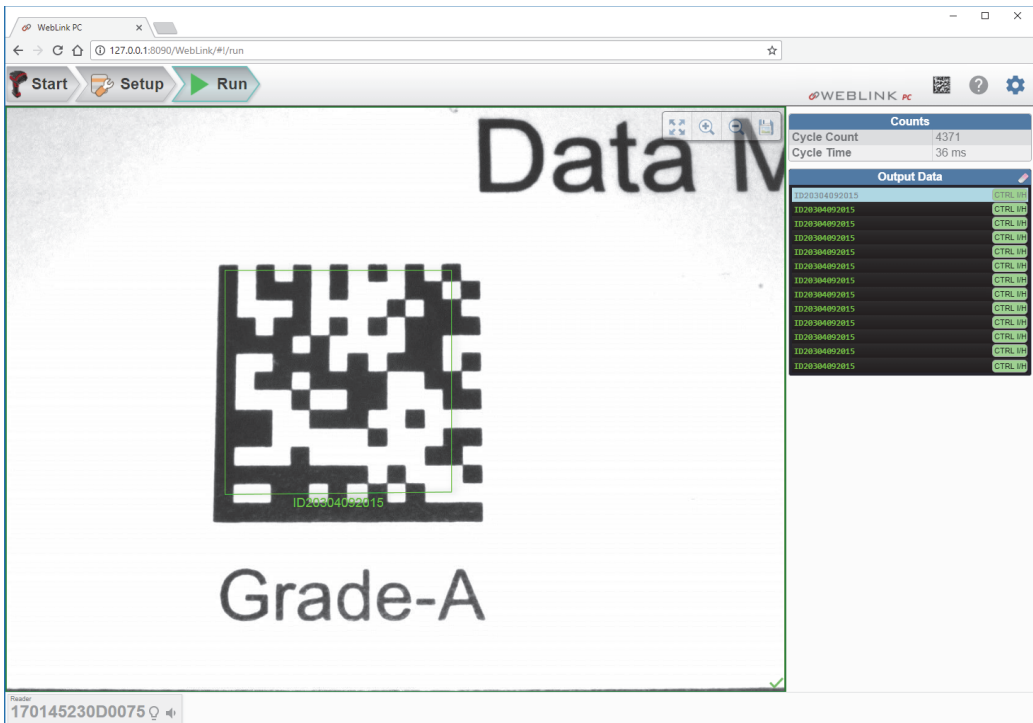 WebLink PC
127.0.0.1:8090/WebLink/#!/run
Start
Setup
Run
WEBLINK PC
Data M
ID20304092015
Grade-A
Counts
Cycle Count 4371
Cycle Time 36 ms
Output Data
ID20304092015 CTRL I/H
ID20304092015 CTRL I/H
ID20304092015 CTRL I/H
ID20304092015 CTRL I/H
ID20304092015 CTRL I/H
ID20304092015 CTRL I/H
ID20304092015 CTRL I/H
ID20304092015 CTRL I/H
ID20304092015 CTRL I/H
ID20304092015 CTRL I/H
ID20304092015 CTRL I/H
ID20304092015 CTRL I/H
ID20304092015 CTRL I/H
Reader
170145230D0075